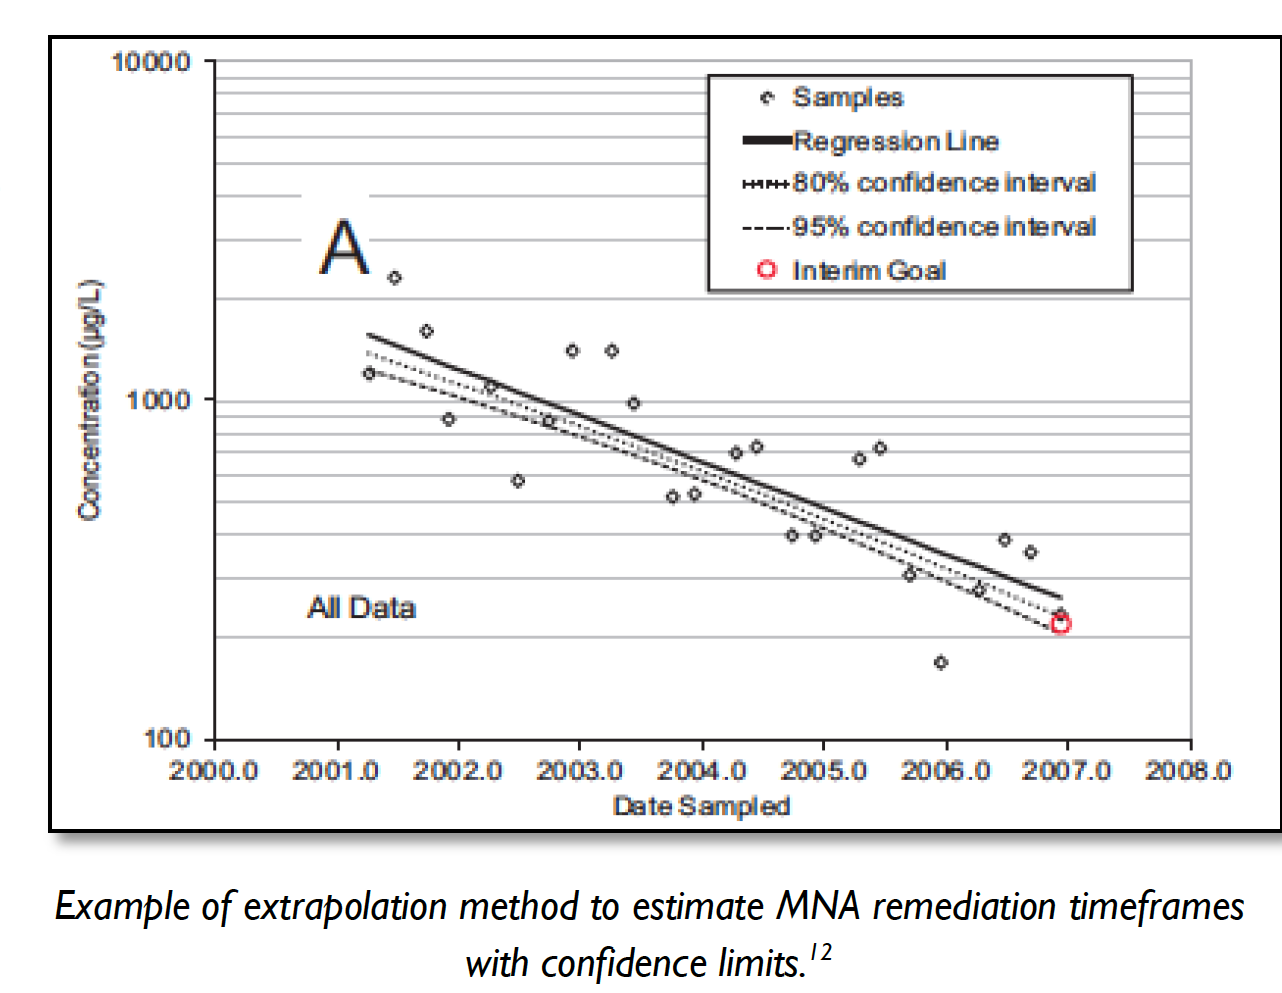 10000
Samples
Regression Line
80% confidence interval
95% confidence interval
Interim Goal
A
Concentration (µg/L)
1000
All Data
100
2000.0 2001.0 2002.0 2003.0 2004.0 2005.0 2006.0 2007.0 2008.0
Date Sampled
Example of extrapolation method to estimate MNA remediation timeframes
with confidence limits.12